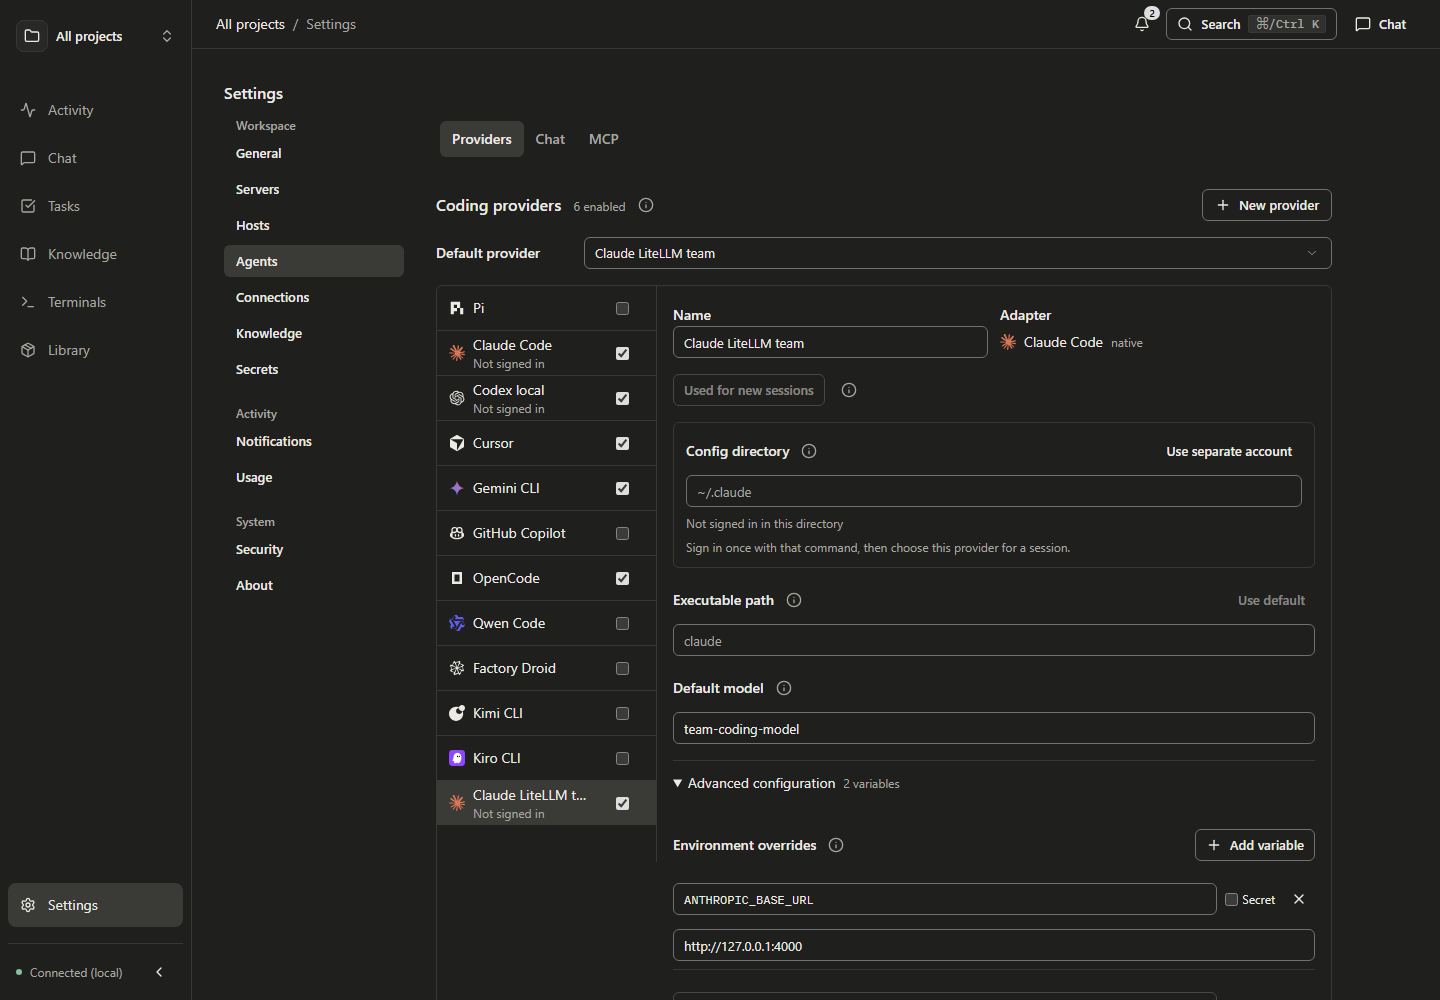 All projects
Activity
Chat
Tasks
Knowledge
Terminals
Library
Settings
Connected (local)
All projects / Settings
2
Search ⌘/Ctrl K
Chat
Settings
Workspace
General
Servers
Hosts
Agents
Connections
Knowledge
Secrets
Activity
Notifications
Usage
System
Security
About
Providers Chat MCP
Coding providers 6 enabled
New provider
Default provider Claude LiteLLM team
Pi
Claude Code
Not signed in
Codex local
Not signed in
Cursor
Gemini CLI
GitHub Copilot
OpenCode
Qwen Code
Factory Droid
Kimi CLI
Kiro CLI
Claude LiteLLM t...
Not signed in
Name
Claude LiteLLM team
Adapter
Claude Code native
Used for new sessions
Config directory
Use separate account
~/.claude
Not signed in in this directory
Sign in once with that command, then choose this provider for a session.
Executable path
Use default
claude
Default model
team-coding-model
Advanced configuration 2 variables
Environment overrides
Add variable
ANTHROPIC_BASE_URL
Secret
http://127.0.0.1:4000